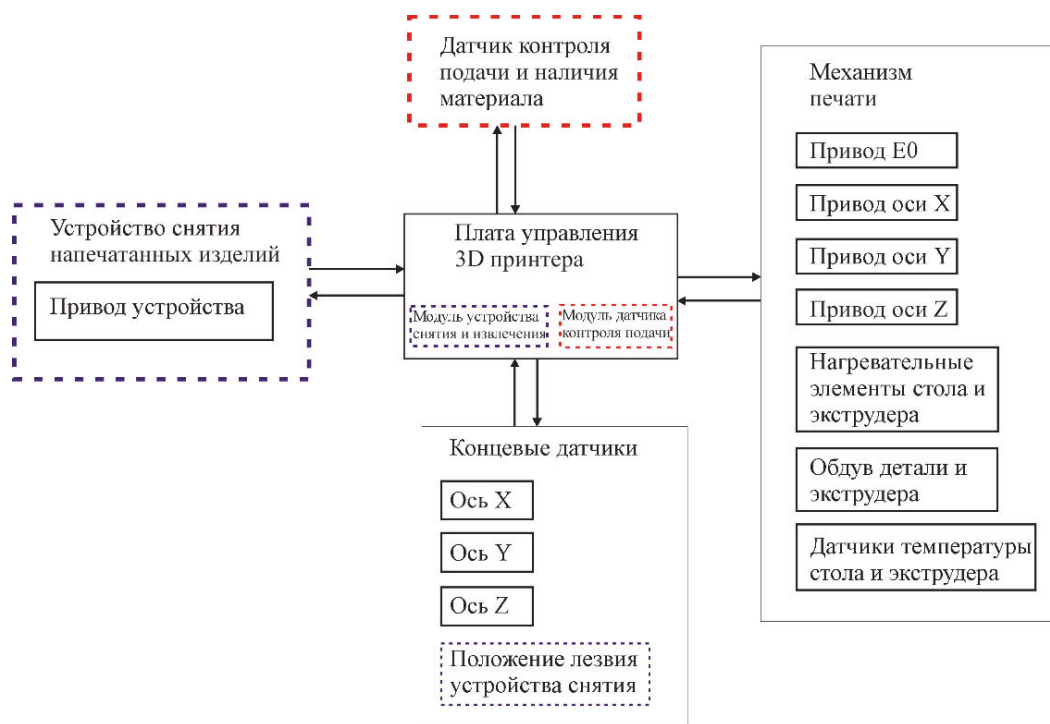 Датчик контроля
подачи и наличия
материала
Устройство снятия
напечатанных изделий
Привод устройства
Плата управления
3D принтера
Модуль устройства
снятия и извлечения
Модуль датчика
контроля подачи
Механизм
печати
Привод E0
Привод оси X
Привод оси Y
Привод оси Z
Нагревательные
элементы стола и
экструдера
Обдув детали и
экструдера
Датчики температуры
стола и экструдера
Концевые датчики
Ось X
Ось Y
Ось Z
Положение лезвия
устройства снятия